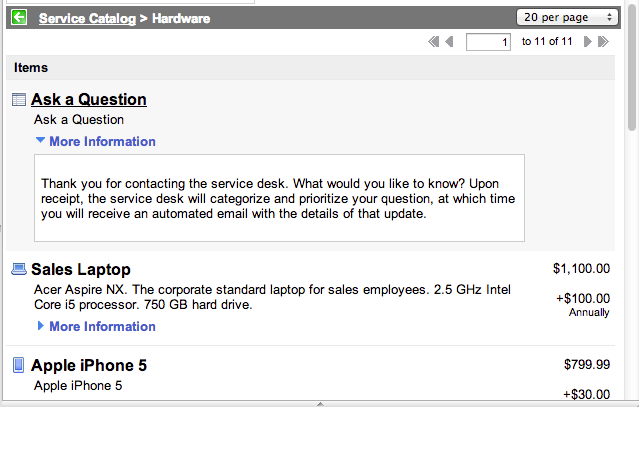 Service Catalog > Hardware
20 per page
1 to 11 of 11
Items
Ask a Question
Ask a Question
More Information
Thank you for contacting the service desk. What would you like to know? Upon
receipt, the service desk will categorize and prioritize your question, at which time
you will receive an automated email with the details of that update.
Sales Laptop
$1,100.00
Acer Aspire NX. The corporate standard laptop for sales employees. 2.5 GHz Intel
Core i5 processor. 750 GB hard drive.
+$100.00
Annually
More Information
Apple iPhone 5
$799.99
Apple iPhone 5
+$30.00